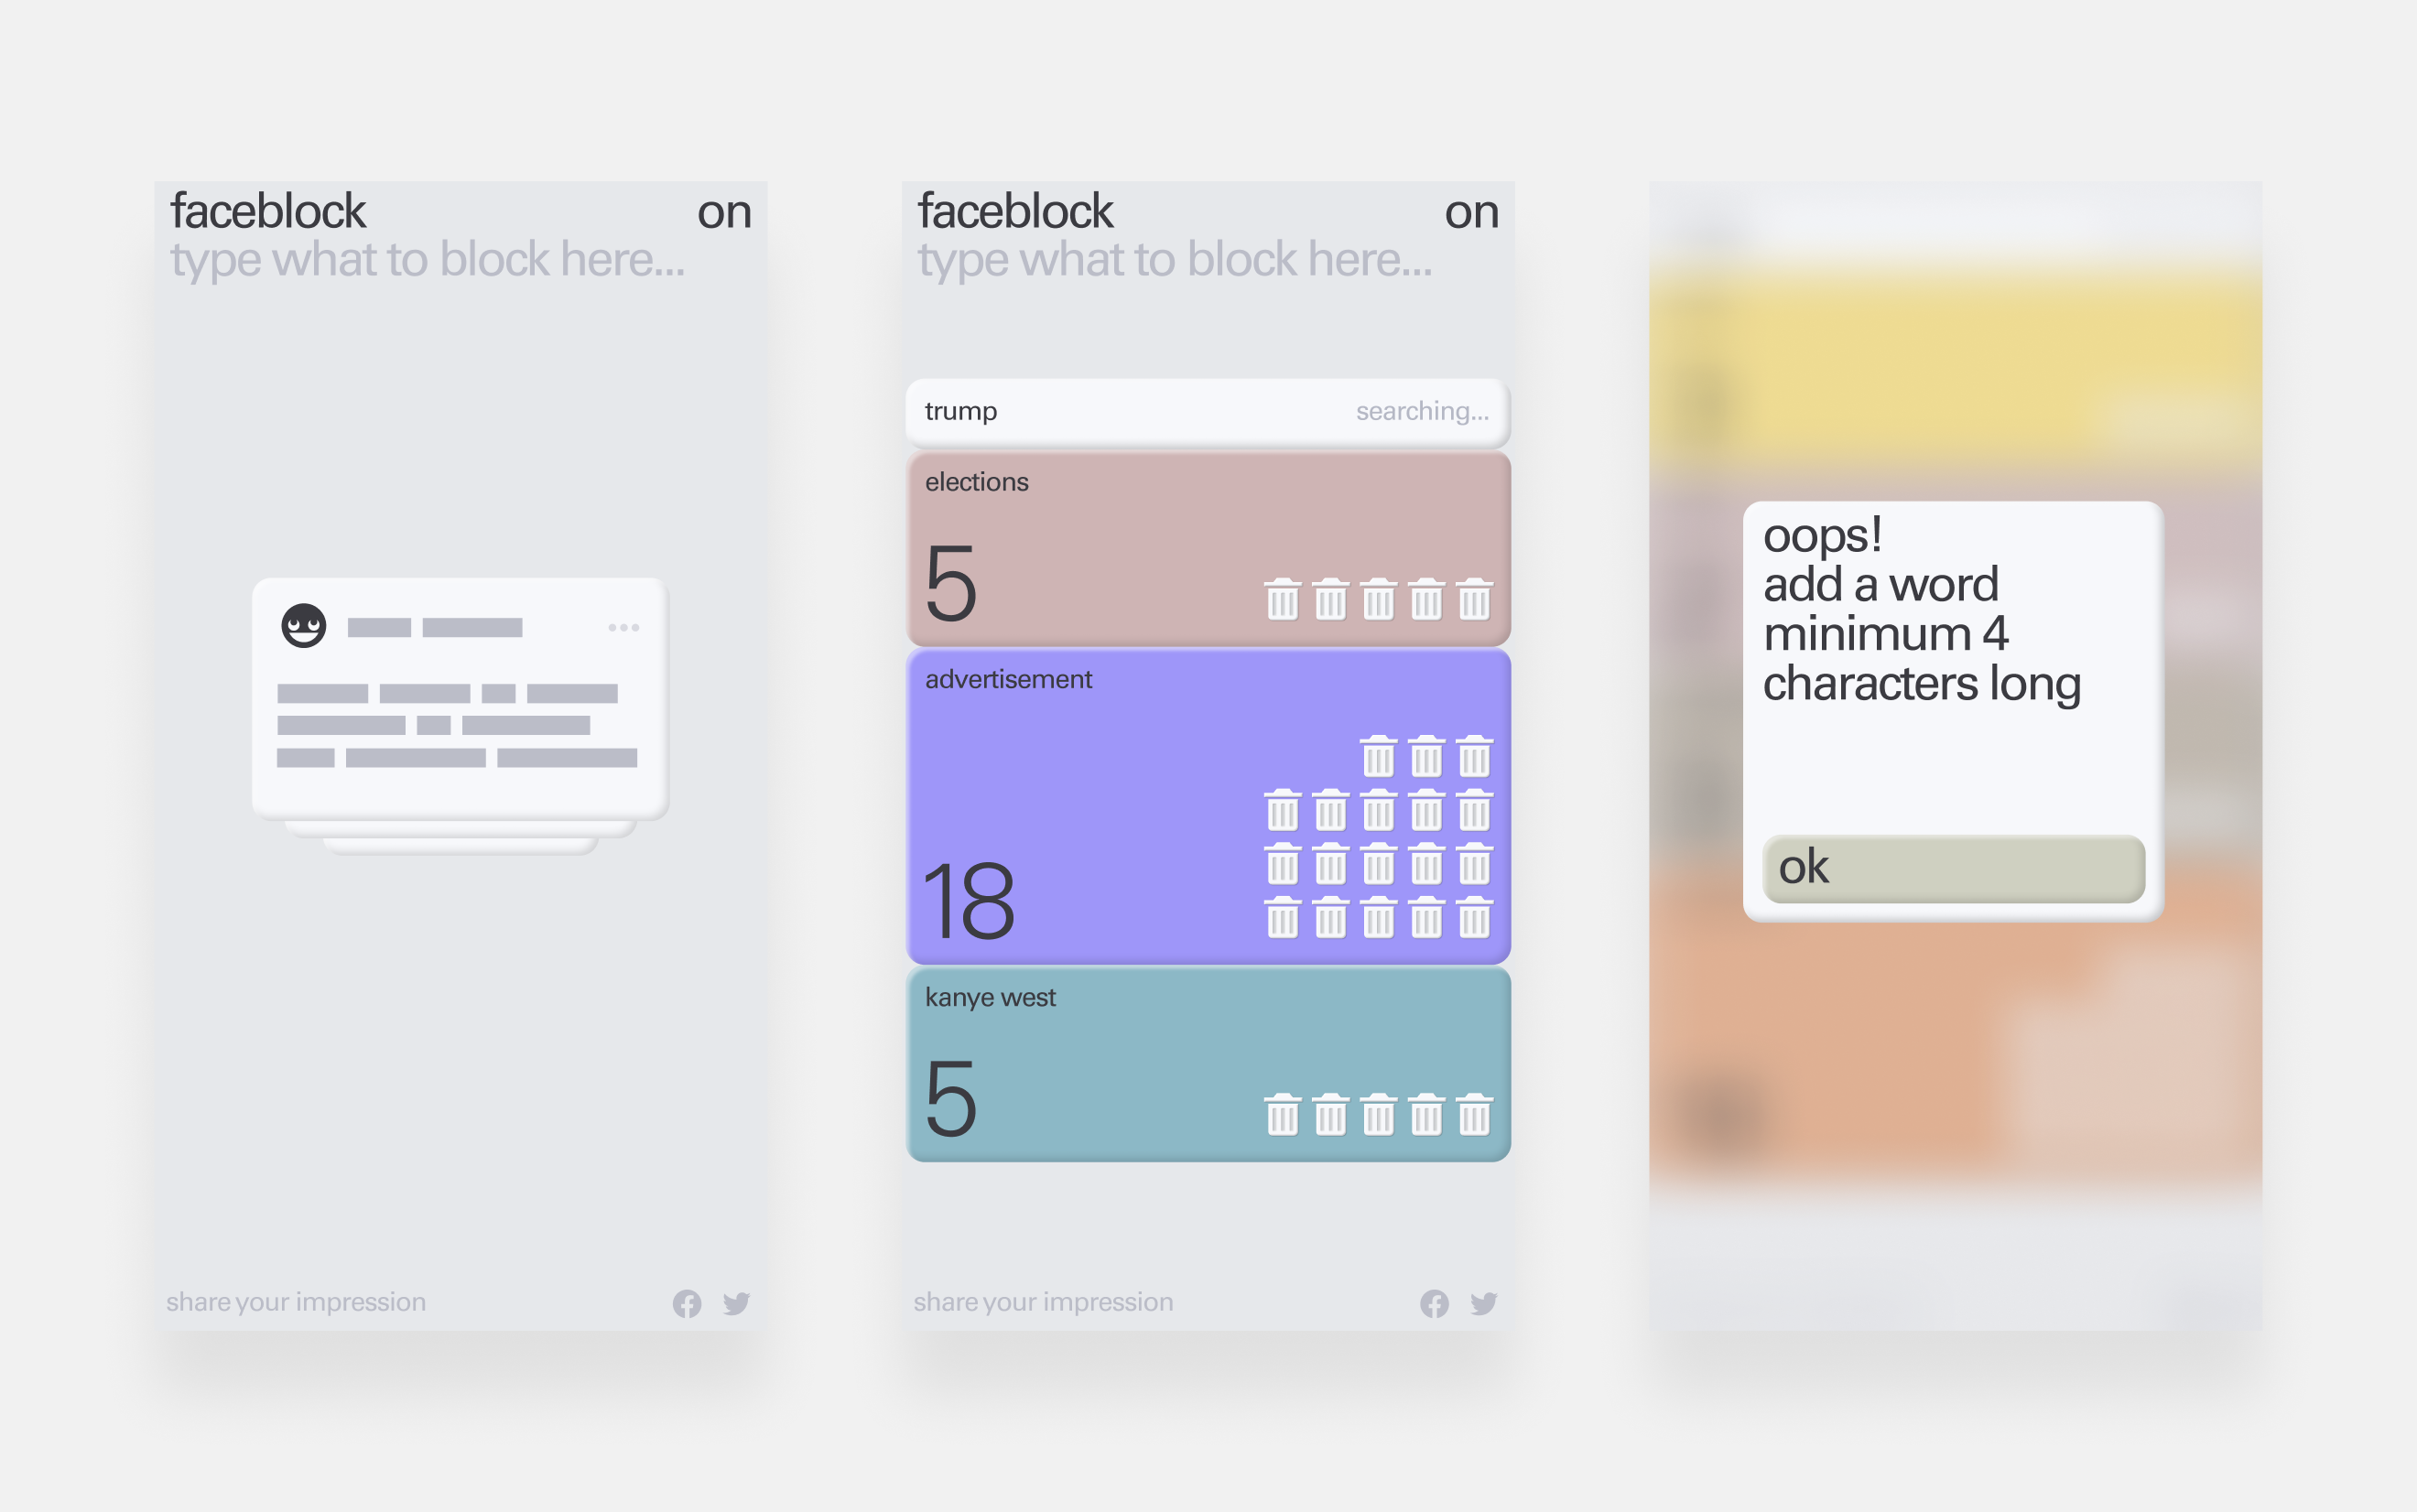 faceblock on
type what to block here...
share your impression
faceblock on
type what to block here...
trump searching...
elections
5
advertisement
18
kanye west
5
share your impression
oops!
add a word
minimum 4
characters long
ok